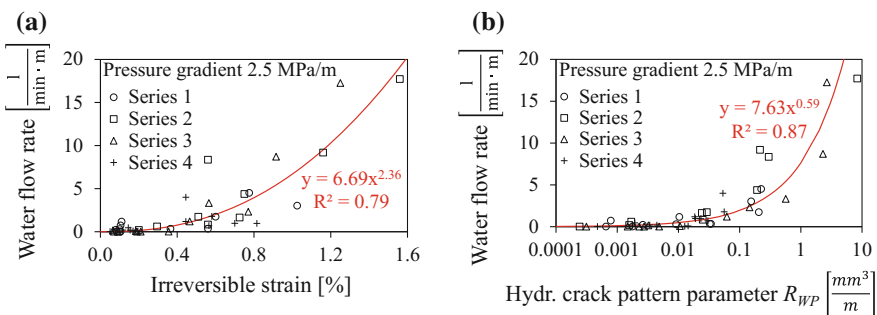 (a)
Water flow rate [l/(min · m)]
20
15
10
5
0
Pressure gradient 2.5 MPa/m
Series 1
Series 2
Series 3
Series 4
y = 6.69x^2.36
R² = 0.79
0.0 0.4 0.8 1.2 1.6
Irreversible strain [%]
(b)
Water flow rate [l/(min · m)]
20
15
10
5
0
Pressure gradient 2.5 MPa/m
Series 1
Series 2
Series 3
Series 4
y = 7.63x^0.59
R² = 0.87
0.0001 0.001 0.01 0.1 1 10
Hydr. crack pattern parameter R_WP [mm³/m]